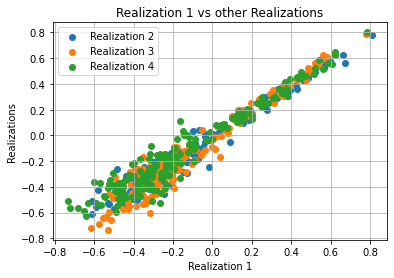 Realization 1 vs other Realizations
Realization 2
Realization 3
Realization 4
0.8
0.6
0.4
0.2
0.0
−0.2
−0.4
−0.6
−0.8
Realizations
−0.8 −0.6 −0.4 −0.2 0.0 0.2 0.4 0.6 0.8
Realization 1